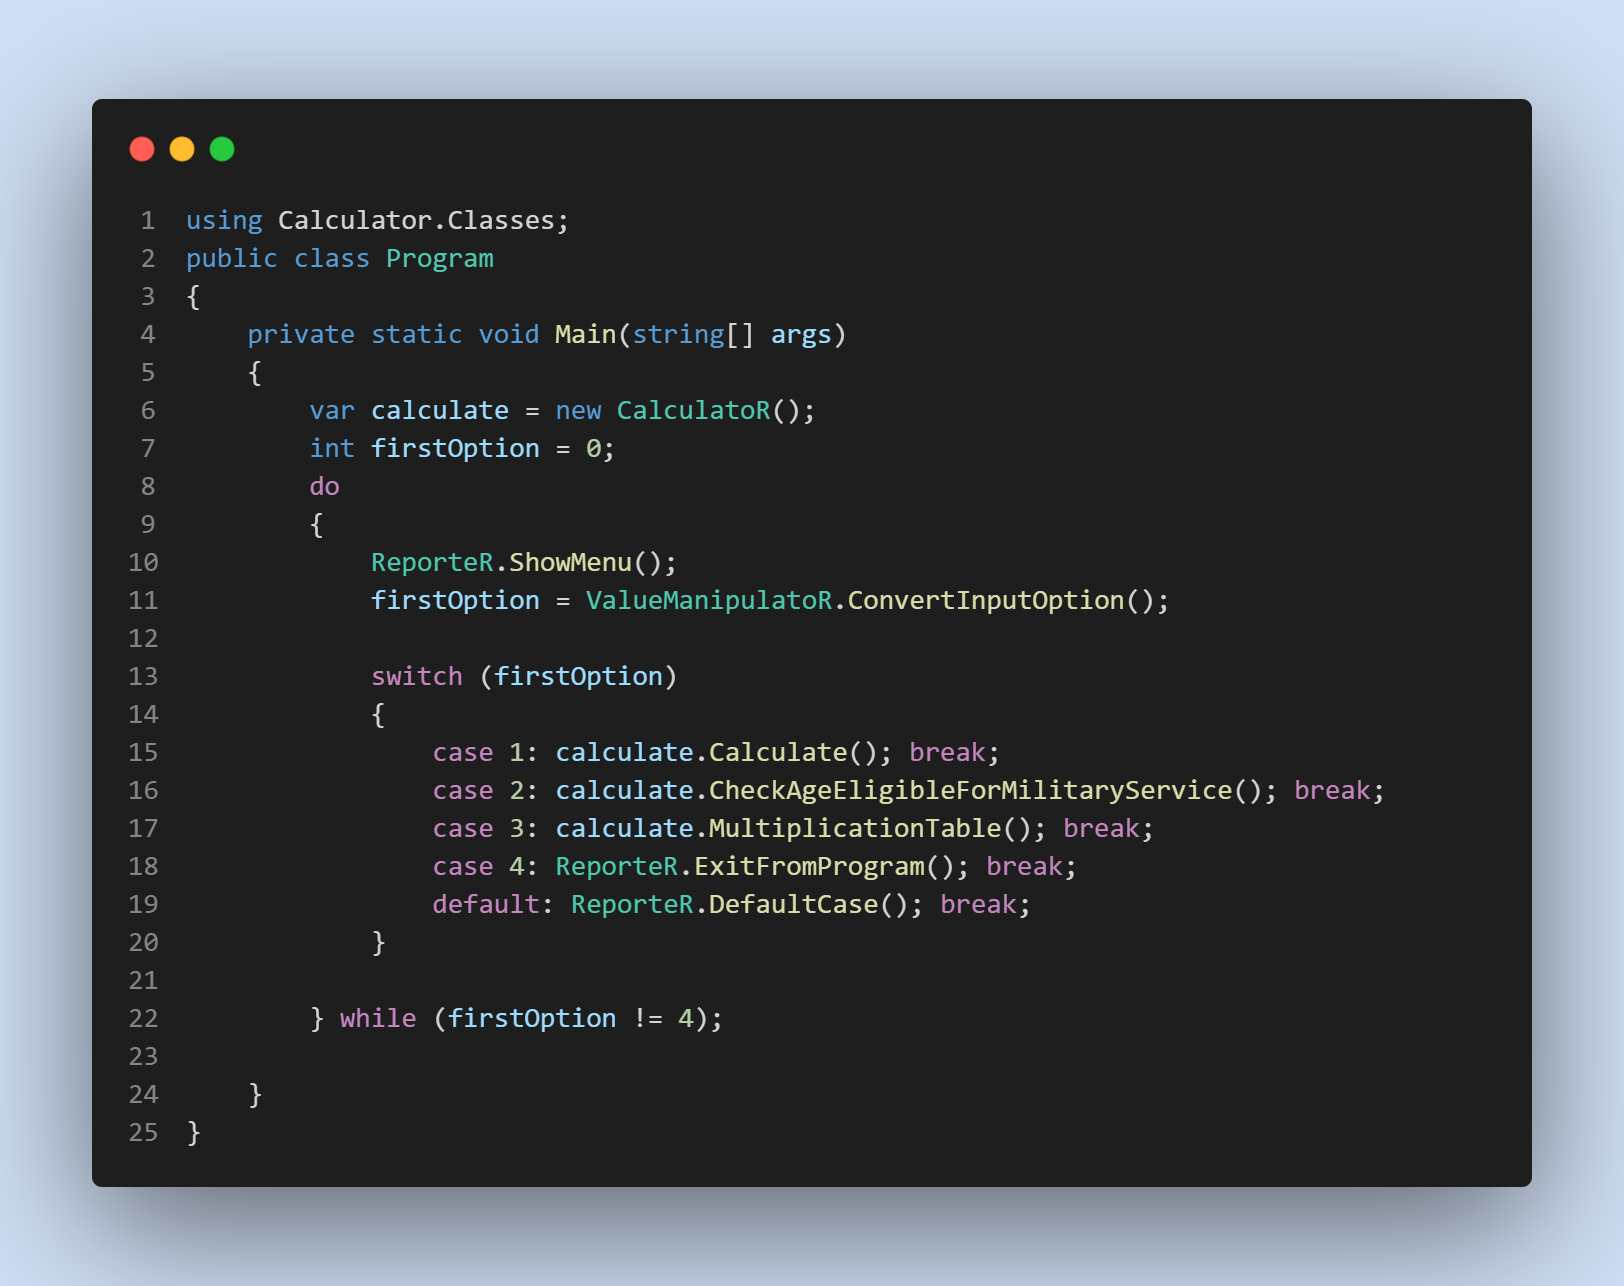 1 using Calculator.Classes;
2 public class Program
3 {
4     private static void Main(string[] args)
5     {
6         var calculate = new CalculatoR();
7         int firstOption = 0;
8         do
9         {
10             ReporteR.ShowMenu();
11             firstOption = ValueManipulatoR.ConvertInputOption();
12
13             switch (firstOption)
14             {
15                 case 1: calculate.Calculate(); break;
16                 case 2: calculate.CheckAgeEligibleForMilitaryService(); break;
17                 case 3: calculate.MultiplicationTable(); break;
18                 case 4: ReporteR.ExitFromProgram(); break;
19                 default: ReporteR.DefaultCase(); break;
20             }
21
22         } while (firstOption != 4);
23
24     }
25 }